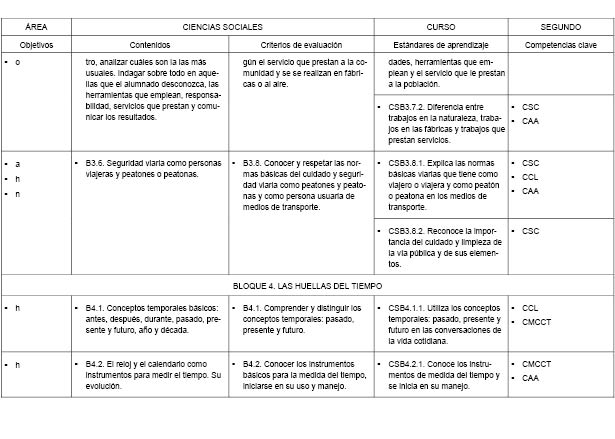 ÁREA CIENCIAS SOCIALES CURSO SEGUNDO
Objetivos Contenidos Criterios de evaluación Estándares de aprendizaje Competencias clave
▪ o
tro, analizar cuáles son la las más
usuales. Indagar sobre todo en aque-
llas que el alumnado desconozca, las
herramientas que emplean, responsa-
bilidad, servicios que prestan y comu-
nicar los resultados.
gún el servicio que prestan a la co-
munidad y se se realizan en fábri-
cas o al aire.
dades, herramientas que em-
plean y el servicio que le prestan
a la población.
▪ CSB3.7.2. Diferencia entre
trabajos en la naturaleza, traba-
jos en las fábricas y trabajos que
prestan servicios.
▪ CSC
▪ CAA
▪ a
▪ h
▪ n
▪ B3.6. Seguridad viaria como personas
viajeras y peatones o peatonas.
▪ B3.8. Conocer y respetar las nor-
mas básicas del cuidado y seguri-
dad viaria como peatones y peato-
nas y como persona usuaria de
medios de transporte.
▪ CSB3.8.1. Explica las normas
básicas viarias que tiene como
viajero o viajera y como peatón
o peatona en los medios de
transporte.
▪ CSC
▪ CCL
▪ CAA
▪ CSB3.8.2. Reconoce la impor-
tancia del cuidado y limpieza de
la vía pública y de sus elemen-
tos.
▪ CSC
BLOQUE 4. LAS HUELLAS DEL TIEMPO
▪ h
▪ B4.1. Conceptos temporales básicos:
antes, después, durante, pasado, pre-
sente y futuro, año y década.
▪ B4.1. Comprender y distinguir los
conceptos temporales: pasado,
presente y futuro.
▪ CSB4.1.1. Utiliza los conceptos
temporales: pasado, presente y
futuro en las conversaciones de
la vida cotidiana.
▪ CCL
▪ CMCCT
▪ h
▪ B4.2. El reloj y el calendario como
instrumentos para medir el tiempo. Su
evolución.
▪ B4.2. Conocer los instrumentos
básicos para la medida del tiempo,
iniciarse en su uso y manejo.
▪ CSB4.2.1. Conoce los instru-
mentos de medida del tiempo y
se inicia en su manejo.
▪ CMCCT
▪ CAA